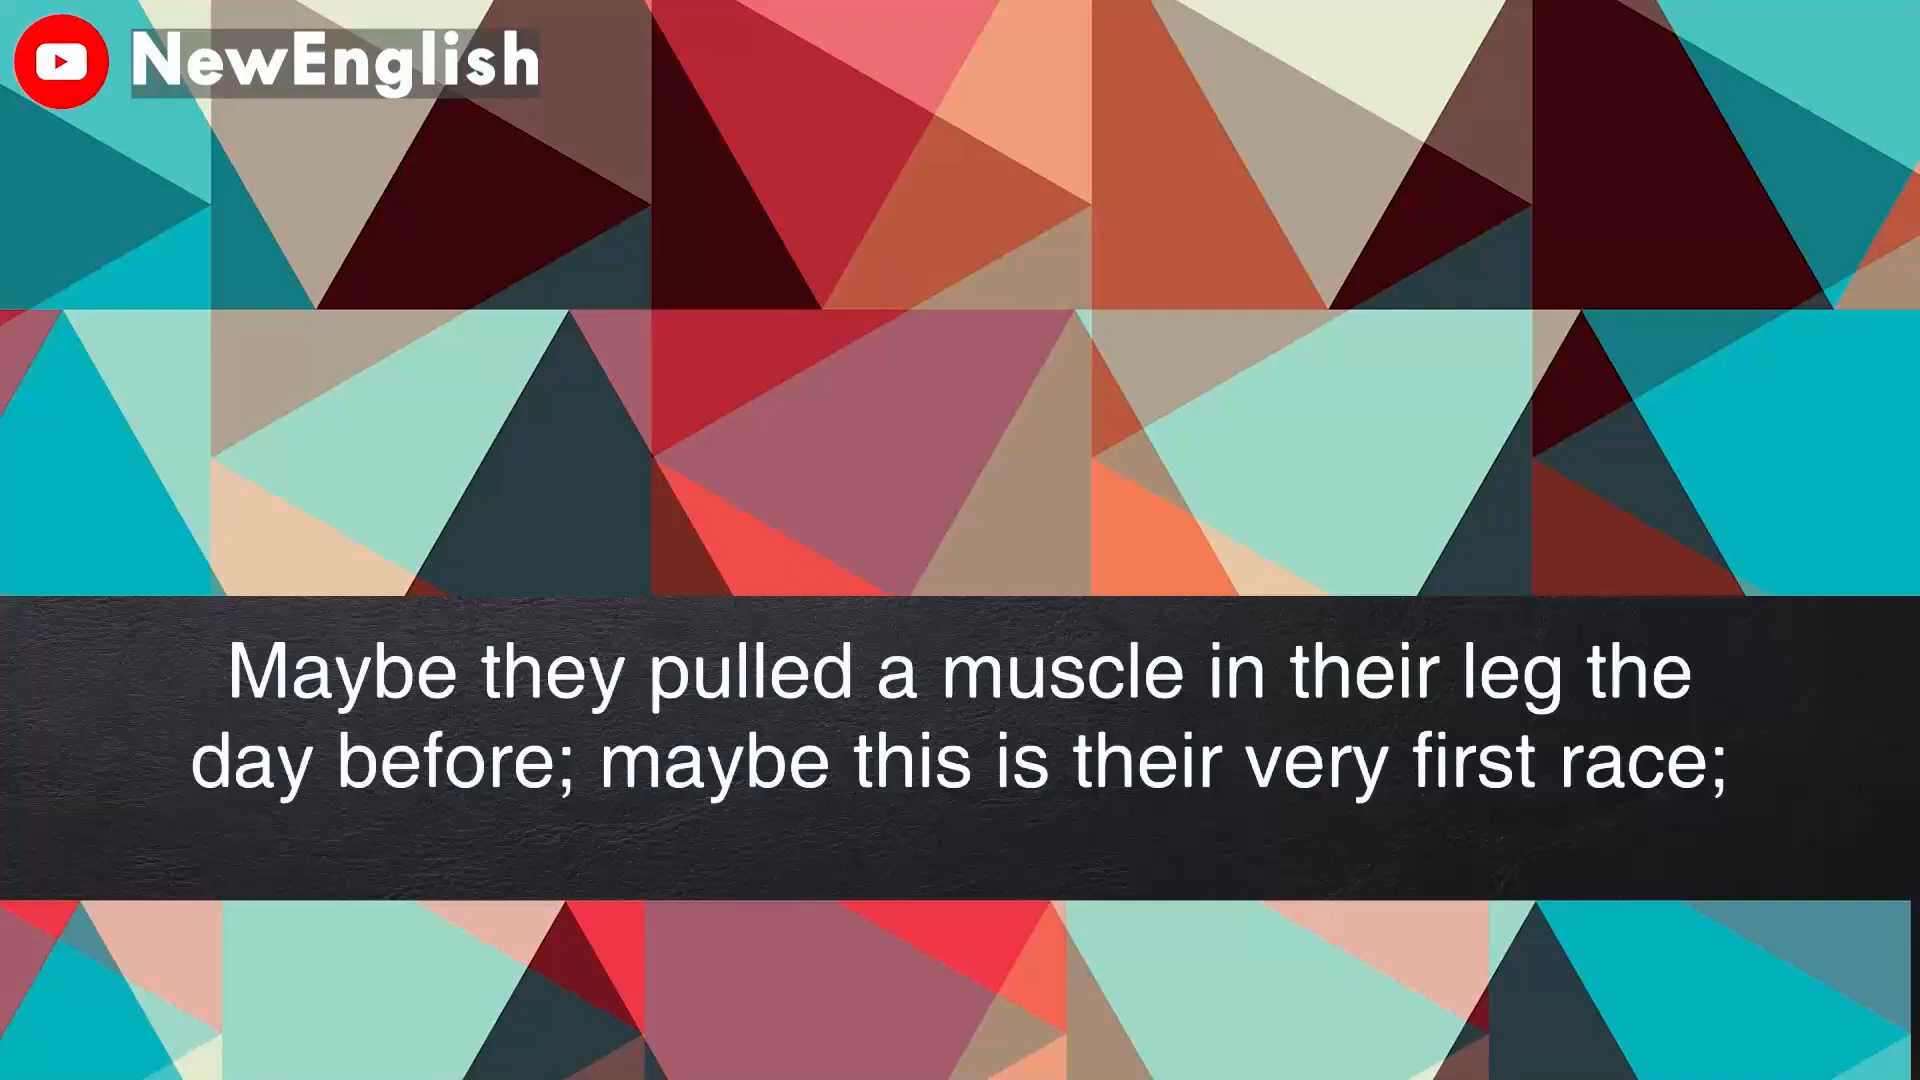 NewEnglish
Maybe they pulled a muscle in their leg the
day before; maybe this is their very first race;